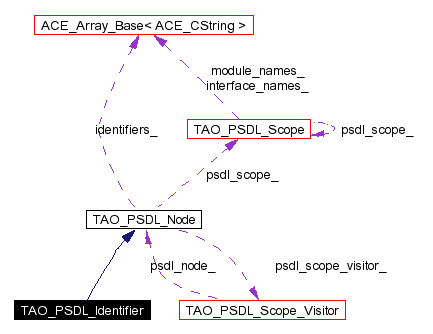 ACE_Array_Base< ACE_CString >
module_names_
interface_names_
identifiers_
TAO_PSDL_Scope
psdl_scope_
psdl_scope_
TAO_PSDL_Node
psdl_node_
psdl_scope_visitor_
TAO_PSDL_Identifier
TAO_PSDL_Scope_Visitor